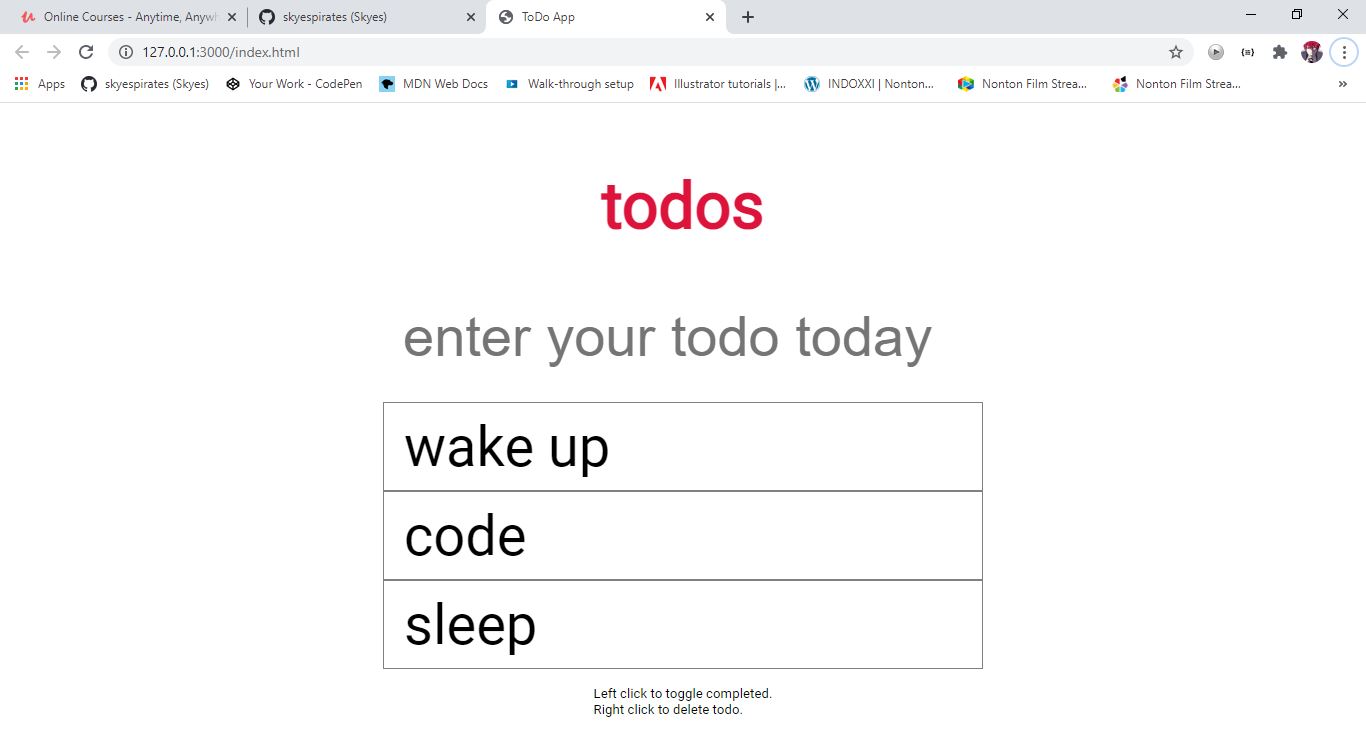 Online Courses - Anytime, Anywh
skyespirates (Skyes)
ToDo App
127.0.0.1:3000/index.html
Apps
skyespirates (Skyes)
Your Work - CodePen
MDN Web Docs
Walk-through setup
Illustrator tutorials |...
INDOXXI | Nonton...
Nonton Film Strea...
Nonton Film Strea...
todos
enter your todo today
wake up
code
sleep
Left click to toggle completed.
Right click to delete todo.